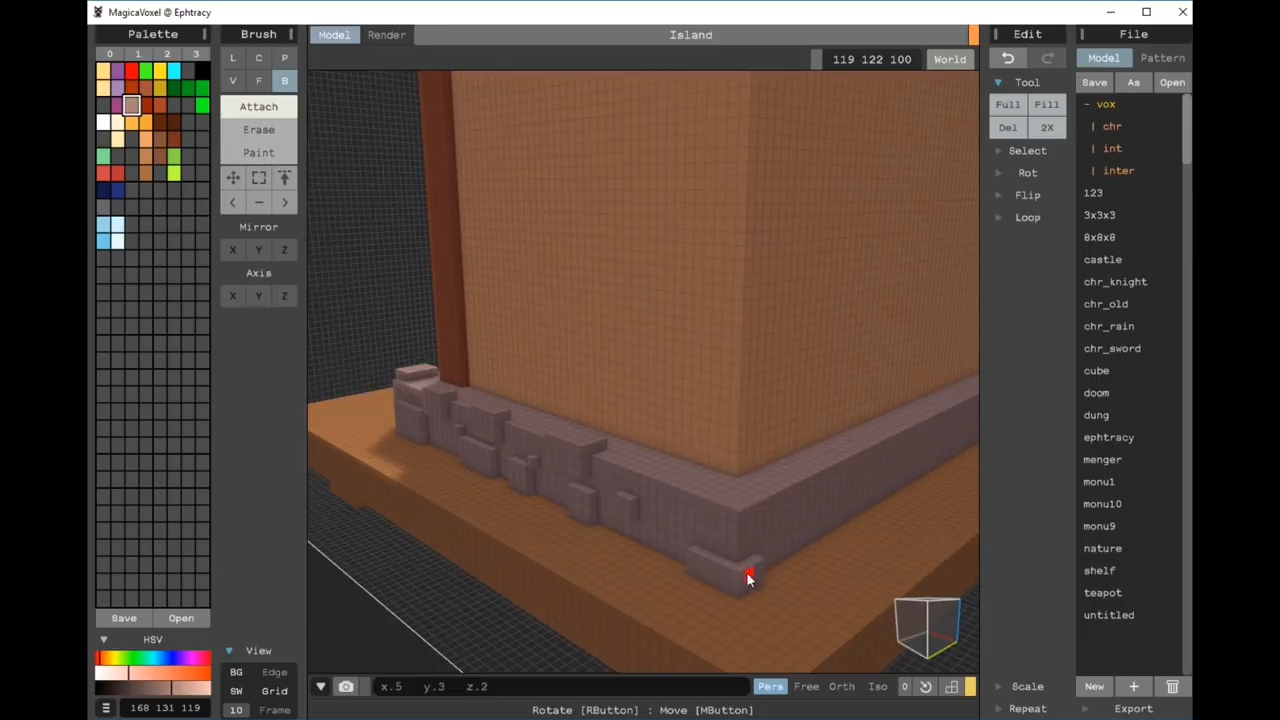 MagicaVoxel @ Ephtracy
Palette
0 1 2 3
Save Open
HSV
168 131 119
Brush
L C P
V F B
Attach
Erase
Paint
Mirror
X Y Z
Axis
X Y Z
View
BG Edge
SW Grid
10 Frame
Model Render Island
119 122 100 World
x.5 y.3 z.2
Pers Free Orth Iso 0
Rotate [RButton] : Move [MButton]
Edit
Tool
Full Fill
Del 2X
Select
Rot
Flip
Loop
Scale
Repeat
File
Model Pattern
Save As Open
- vox
| chr
| int
| inter
123
3x3x3
8x8x8
castle
chr_knight
chr_old
chr_rain
chr_sword
cube
doom
dung
ephtracy
menger
monu1
monu10
monu9
nature
shelf
teapot
untitled
New +
Export